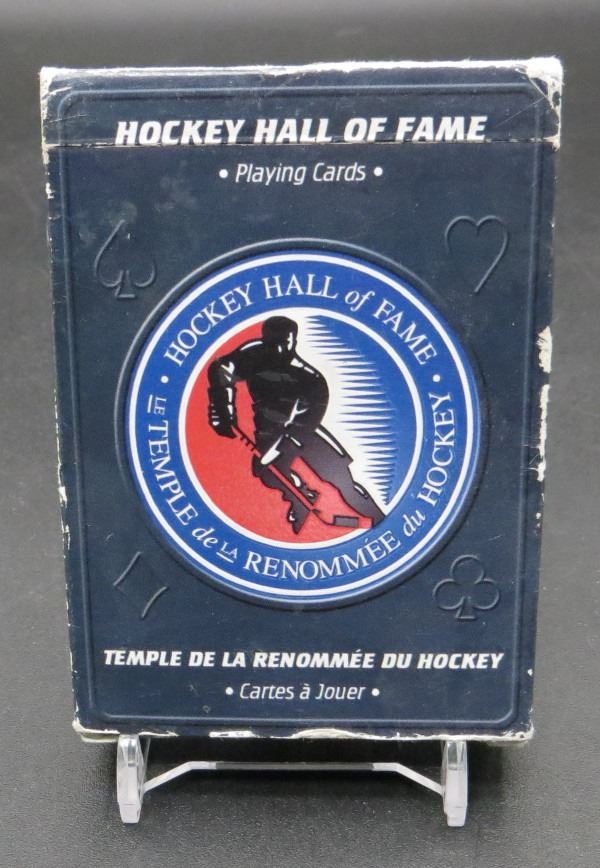 HOCKEY HALL OF FAME
• Playing Cards •
• HOCKEY HALL of FAME •
LE TEMPLE de LA RENOMMÉE du HOCKEY
TEMPLE DE LA RENOMMÉE DU HOCKEY
• Cartes à Jouer •